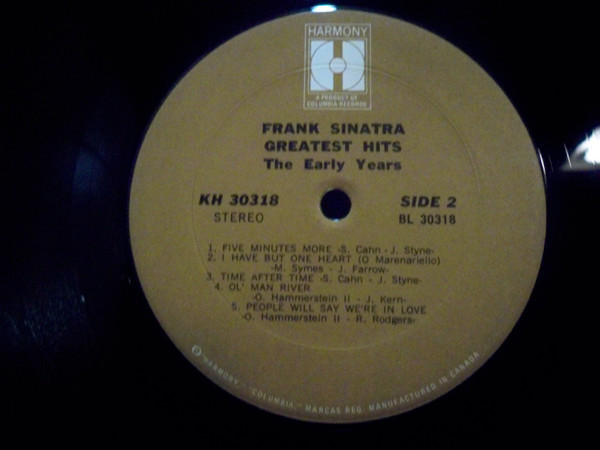 HARMONY
A PRODUCT OF
COLUMBIA RECORDS
FRANK SINATRA
GREATEST HITS
The Early Years
KH 30318 SIDE 2
STEREO BL 30318
1. FIVE MINUTES MORE -S. Cahn - J. Styne-
2. I HAVE BUT ONE HEART (O Marenariello)
-M. Symes - J. Farrow-
3. TIME AFTER TIME -S. Cahn - J. Styne-
4. OL' MAN RIVER
-O. Hammerstein II - J. Kern-
5. PEOPLE WILL SAY WE'RE IN LOVE
-O. Hammerstein II - R. Rodgers-
"HARMONY," "COLUMBIA," MARCAS REG. MANUFACTURED IN CANADA